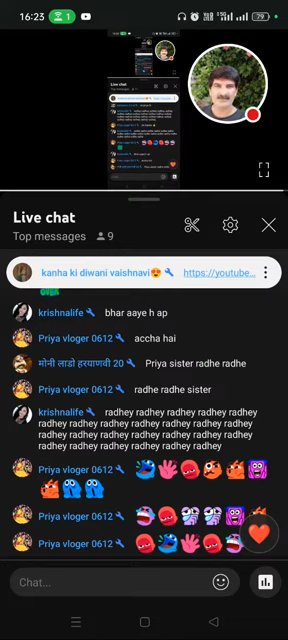 16:23
1
79
Live chat
Top messages
9
kanha ki diwani vaishnavi😍 https://youtube...
krishnalife bhar aaye h ap
Priya vloger 0612 accha hai
मोनी लाडो हरयाणवी 20 Priya sister radhe radhe
Priya vloger 0612 radhe radhe sister
krishnalife radhey radhey radhey radhey radhey
radhey radhey radhey radhey radhey radhey radhey
radhey radhey radhey radhey radhey radhey radhey
radhey radhey radhey radhey radhey
Priya vloger 0612
Priya vloger 0612
Priya vloger 0612
Chat...